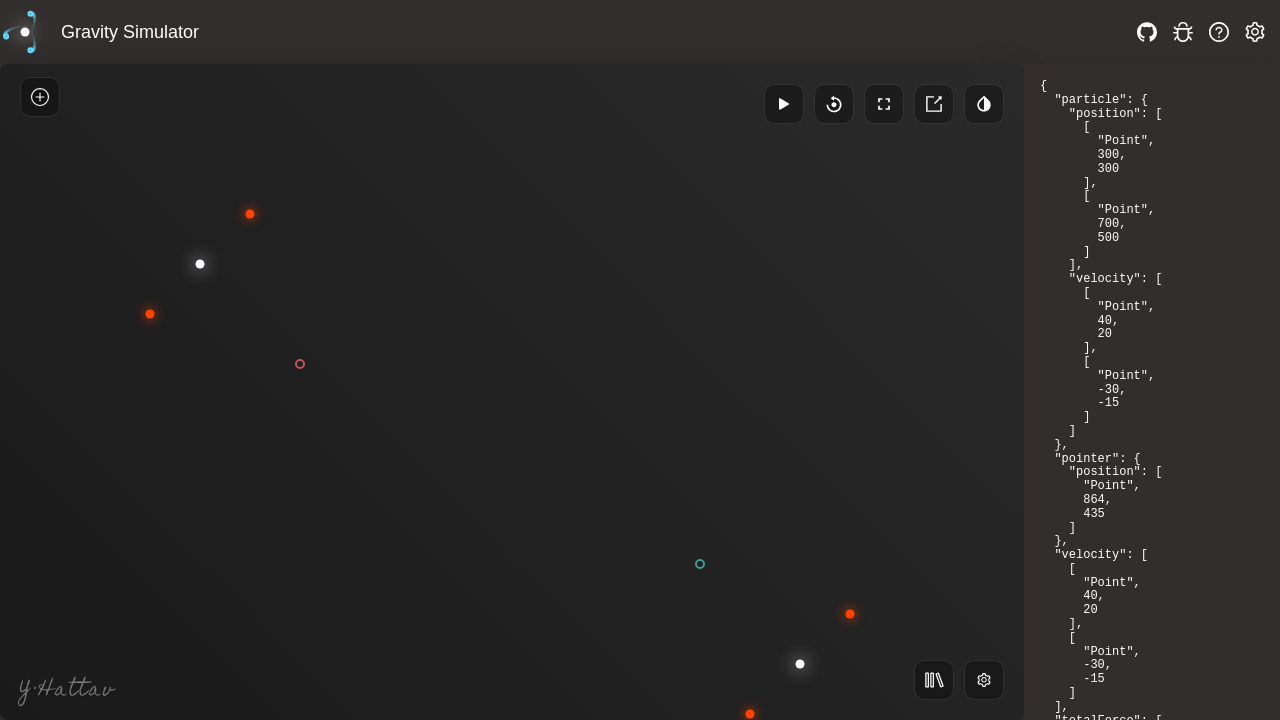 Gravity Simulator
{
"particle": {
"position": [
[
"Point",
300,
300
],
[
"Point",
700,
500
]
],
"velocity": [
[
"Point",
40,
20
],
[
"Point",
-30,
-15
]
]
},
"pointer": {
"position": [
"Point",
864,
435
]
},
"velocity": [
[
"Point",
40,
20
],
[
"Point",
-30,
-15
]
],
"totalForce": [
Y·Hattav